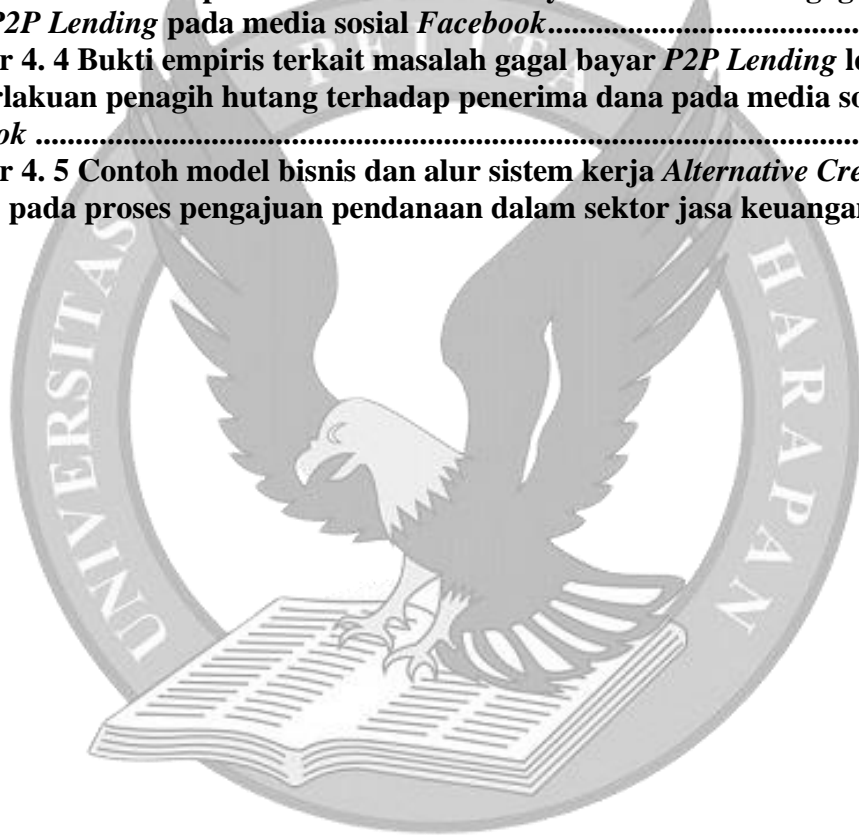 P2P Lending pada media sosial Facebook
r 4. 4 Bukti empiris terkait masalah gagal bayar P2P Lending
rlakuan penagih hutang terhadap penerima dana pada media
ok
r 4. 5 Contoh model bisnis dan alur sistem kerja Alternative
pada proses pengajuan pendanaan dalam sektor jasa keuangan
UNIVERSITAS PELITA HARAPAN